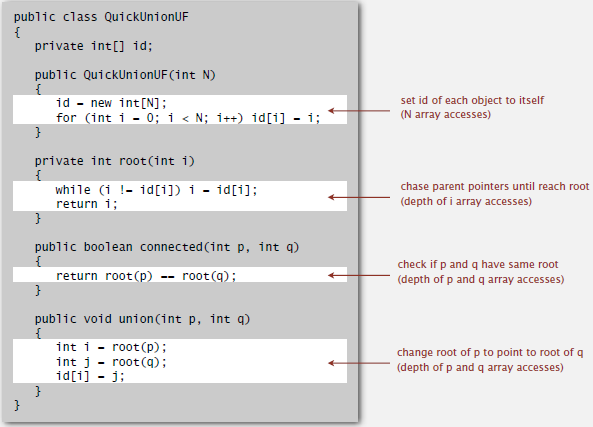 public class QuickUnionUF
{
private int[] id;
public QuickUnionUF(int N)
{
id = new int[N];
for (int i = 0; i < N; i++) id[i] = i;
}
set id of each object to itself
(N array accesses)
private int root(int i)
{
while (i != id[i]) i = id[i];
return i;
}
chase parent pointers until reach root
(depth of i array accesses)
public boolean connected(int p, int q)
{
return root(p) == root(q);
}
check if p and q have same root
(depth of p and q array accesses)
public void union(int p, int q)
{
int i = root(p);
int j = root(q);
id[i] = j;
}
}
change root of p to point to root of q
(depth of p and q array accesses)